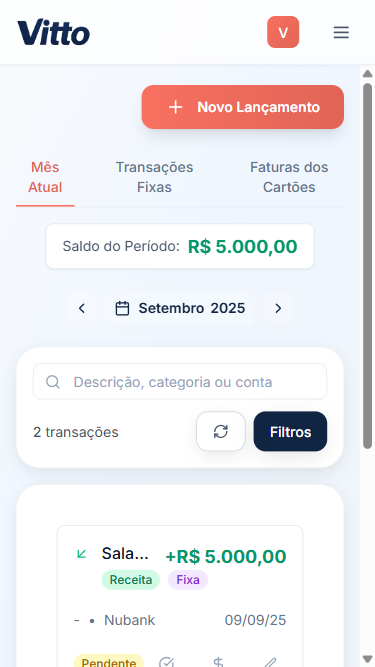 Vitto
V
Novo Lançamento
Mês
Atual
Transações
Fixas
Faturas dos
Cartões
Saldo do Período: R$ 5.000,00
Setembro 2025
Descrição, categoria ou conta
2 transações
Filtros
Sala... +R$ 5.000,00
Receita Fixa
- • Nubank 09/09/25
Pendente $